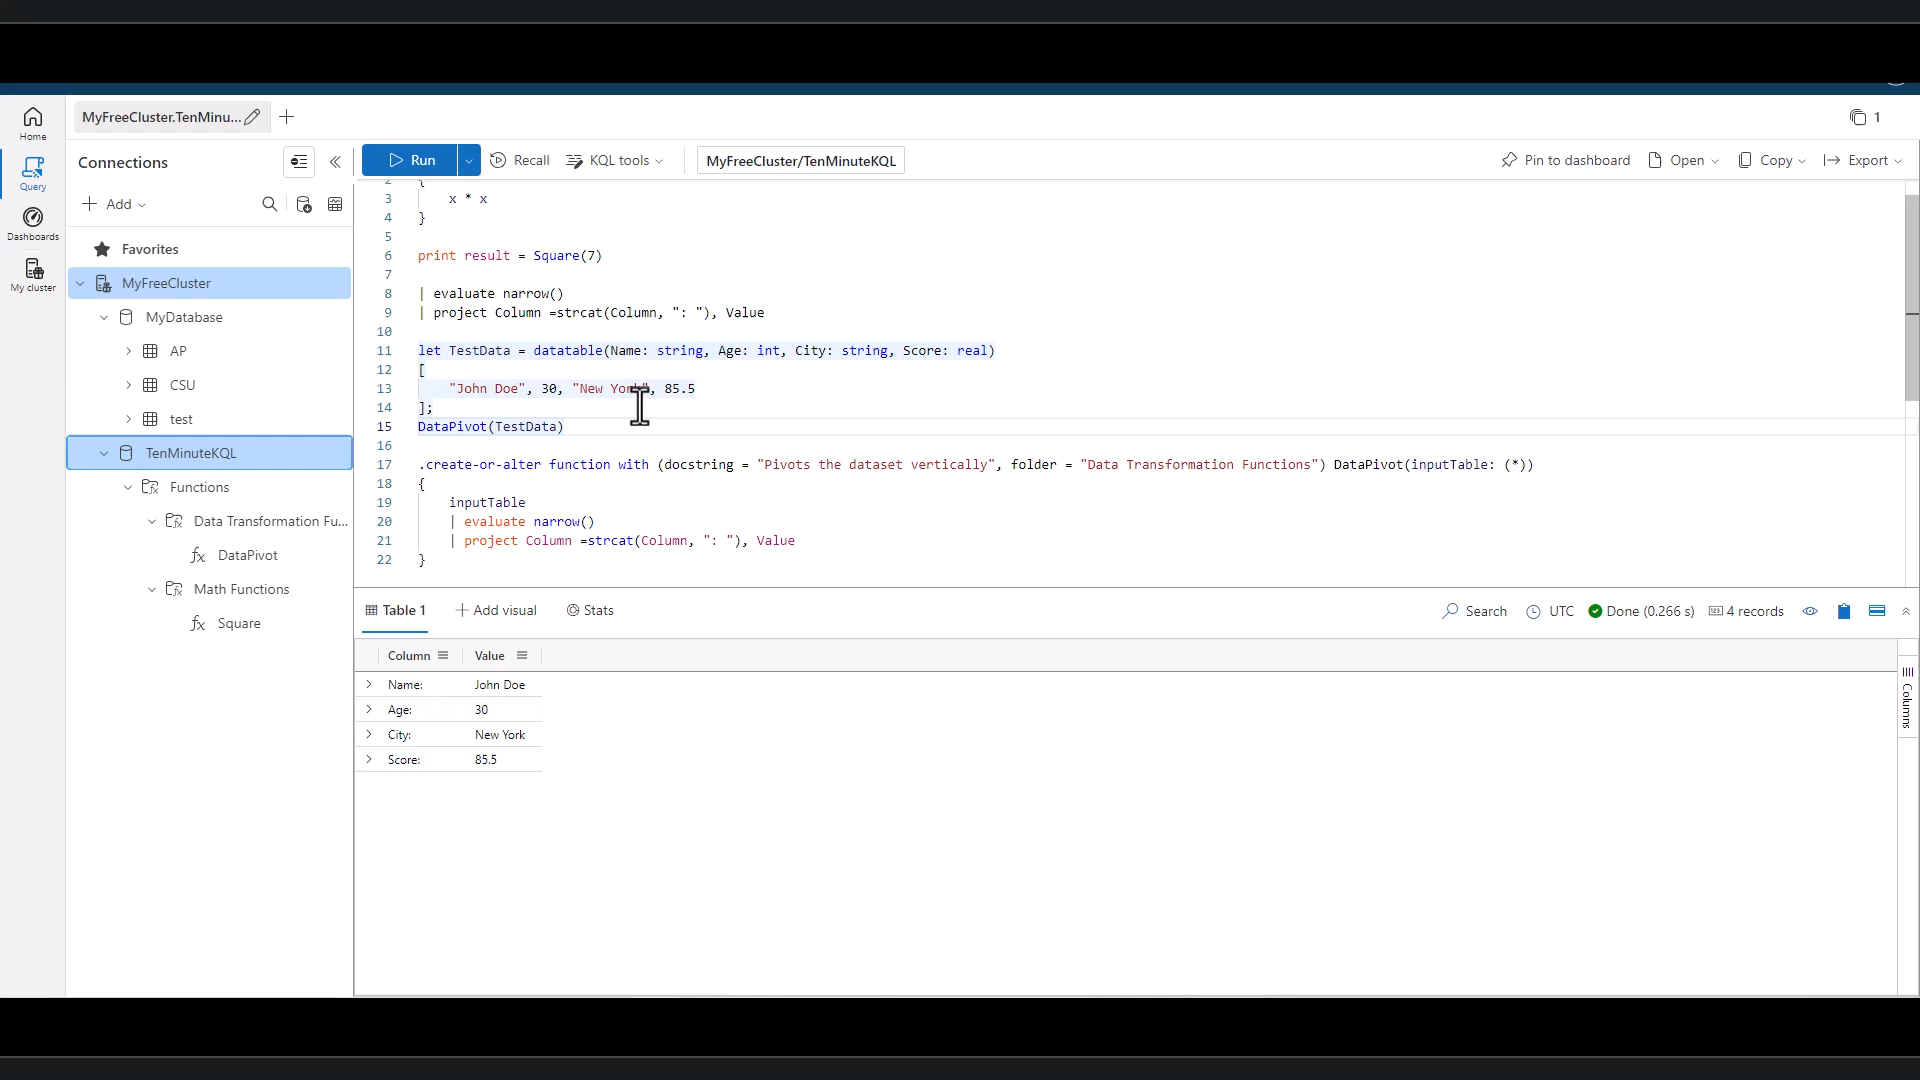 MyFreeCluster.TenMinu...
1
Home
Query
Dashboards
My cluster
Connections
Add
Favorites
MyFreeCluster
MyDatabase
AP
CSU
test
TenMinuteKQL
Functions
Data Transformation Fu...
DataPivot
Math Functions
Square
Run
Recall
KQL tools
MyFreeCluster/TenMinuteKQL
Pin to dashboard
Open
Copy
Export
2 {
3 x * x
4 }
5
6 print result = Square(7)
7
8 | evaluate narrow()
9 | project Column =strcat(Column, ": "), Value
10
11 let TestData = datatable(Name: string, Age: int, City: string, Score: real)
12 [
13 "John Doe", 30, "New York", 85.5
14 ];
15 DataPivot(TestData)
16
17 .create-or-alter function with (docstring = "Pivots the dataset vertically", folder = "Data Transformation Functions") DataPivot(inputTable: (*))
18 {
19 inputTable
20 | evaluate narrow()
21 | project Column =strcat(Column, ": "), Value
22 }
Table 1
Add visual
Stats
Search
UTC
Done (0.266 s)
4 records
Column Value
Name: John Doe
Age: 30
City: New York
Score: 85.5
Columns